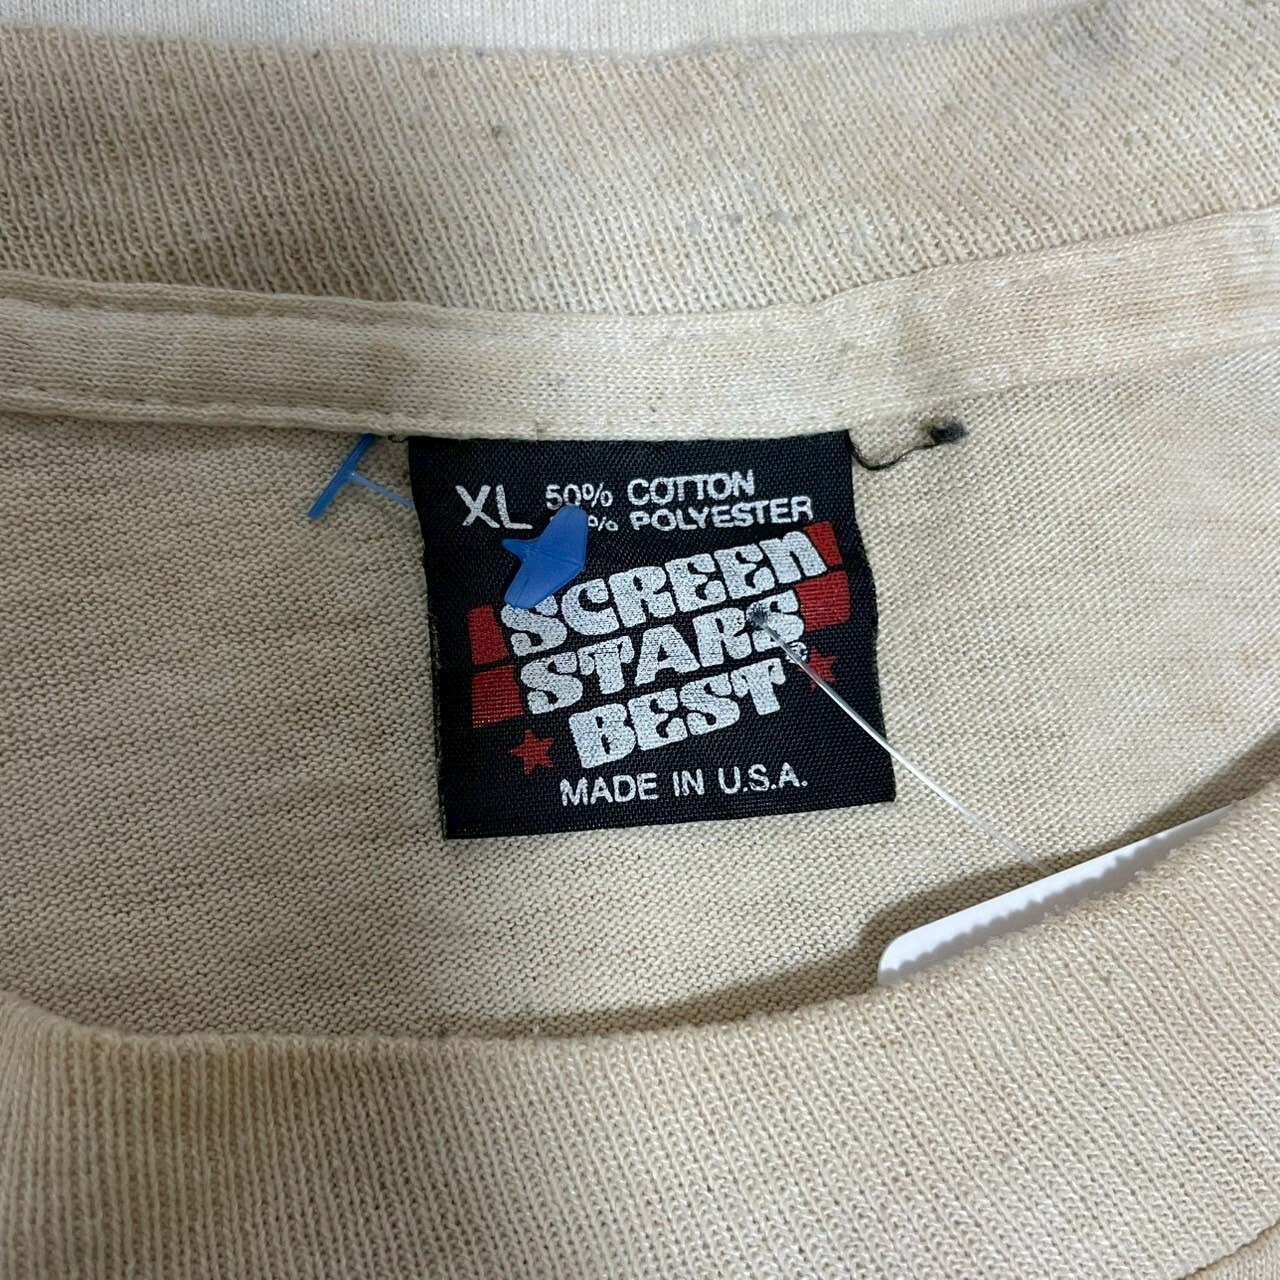 XL 50% COTTON
% POLYESTER
SCREEN
STARS
BEST®
MADE IN U.S.A.